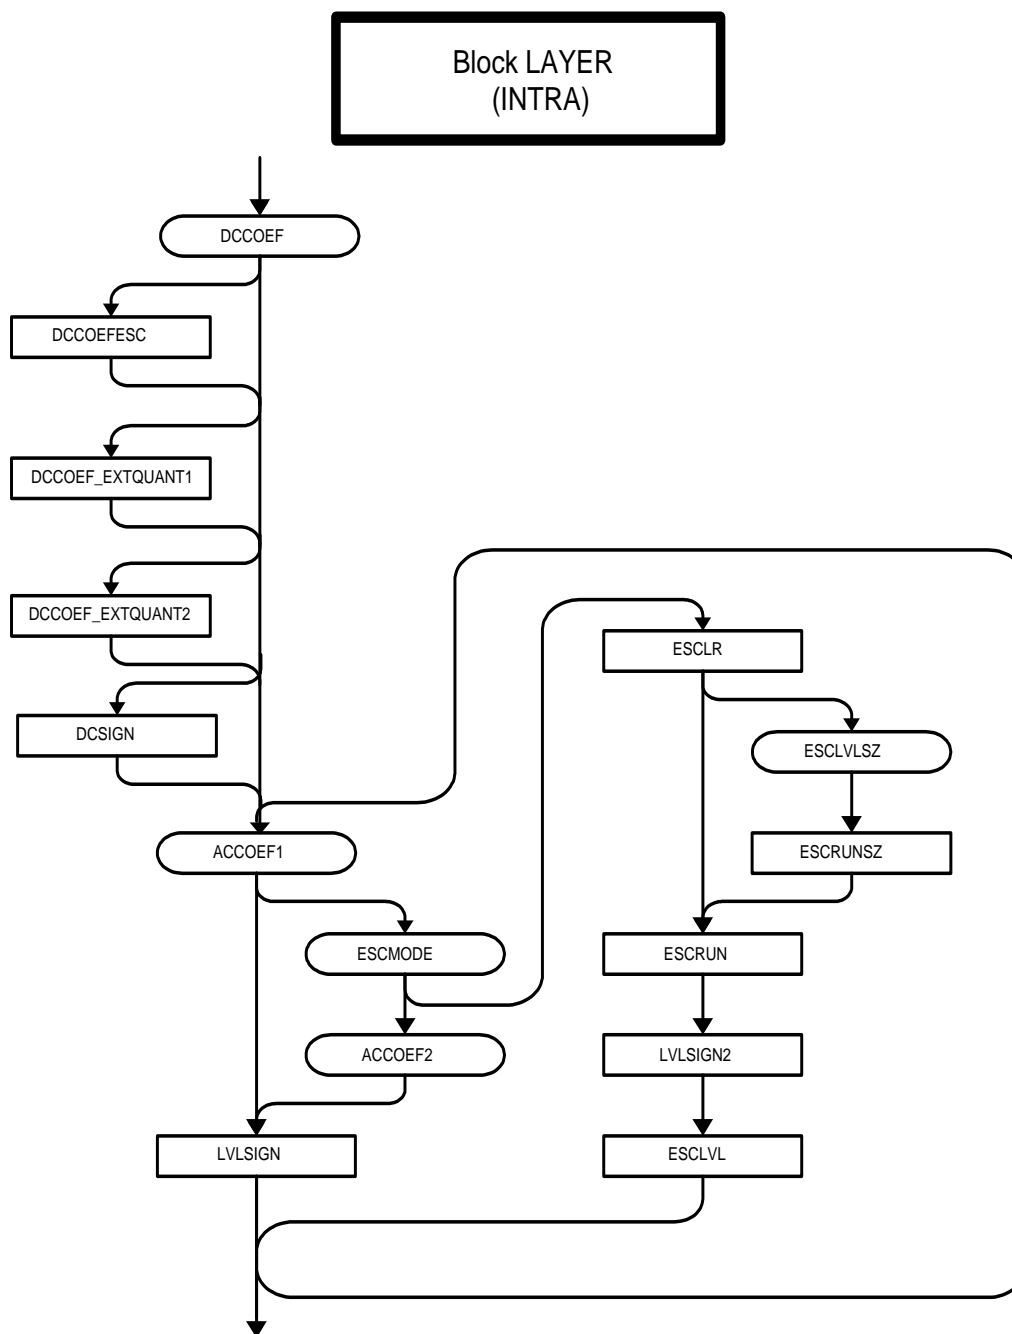 Block LAYER
(INTRA)
DCCOEF
DCCOEFESC
DCCOEF_EXTQUANT1
DCCOEF_EXTQUANT2
ESCLR
DCSIGN
ESCLVLSZ
ACCOEF1
ESCRUNSZ
ESCMODE
ESCRUN
ACCOEF2
LVLSIGN2
LVLSIGN
ESCLVL